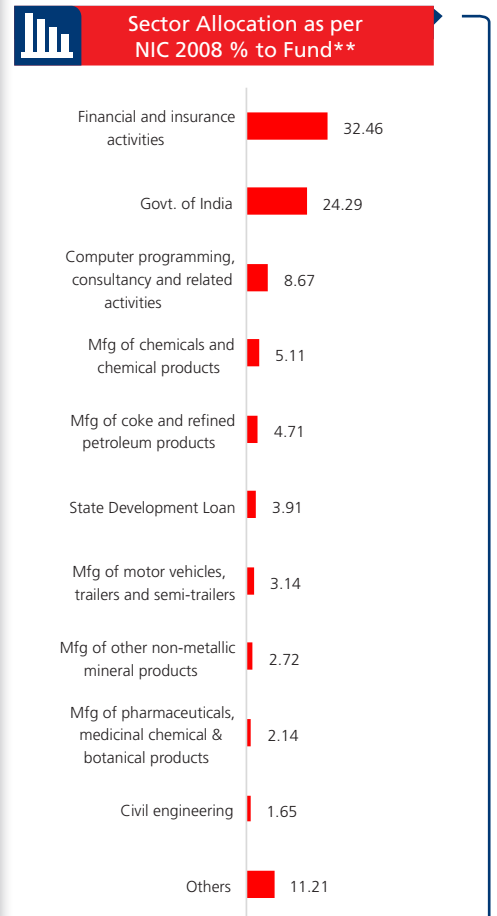 Sector Allocation as per
NIC 2008 % to Fund**
Financial and insurance
activities
32.46
Govt. of India
24.29
Computer programming,
consultancy and related
activities
8.67
Mfg of chemicals and
chemical products
5.11
Mfg of coke and refined
petroleum products
4.71
State Development Loan
3.91
Mfg of motor vehicles,
trailers and semi-trailers
3.14
Mfg of other non-metallic
mineral products
2.72
Mfg of pharmaceuticals,
medicinal chemical &
botanical products
2.14
Civil engineering
1.65
Others
11.21